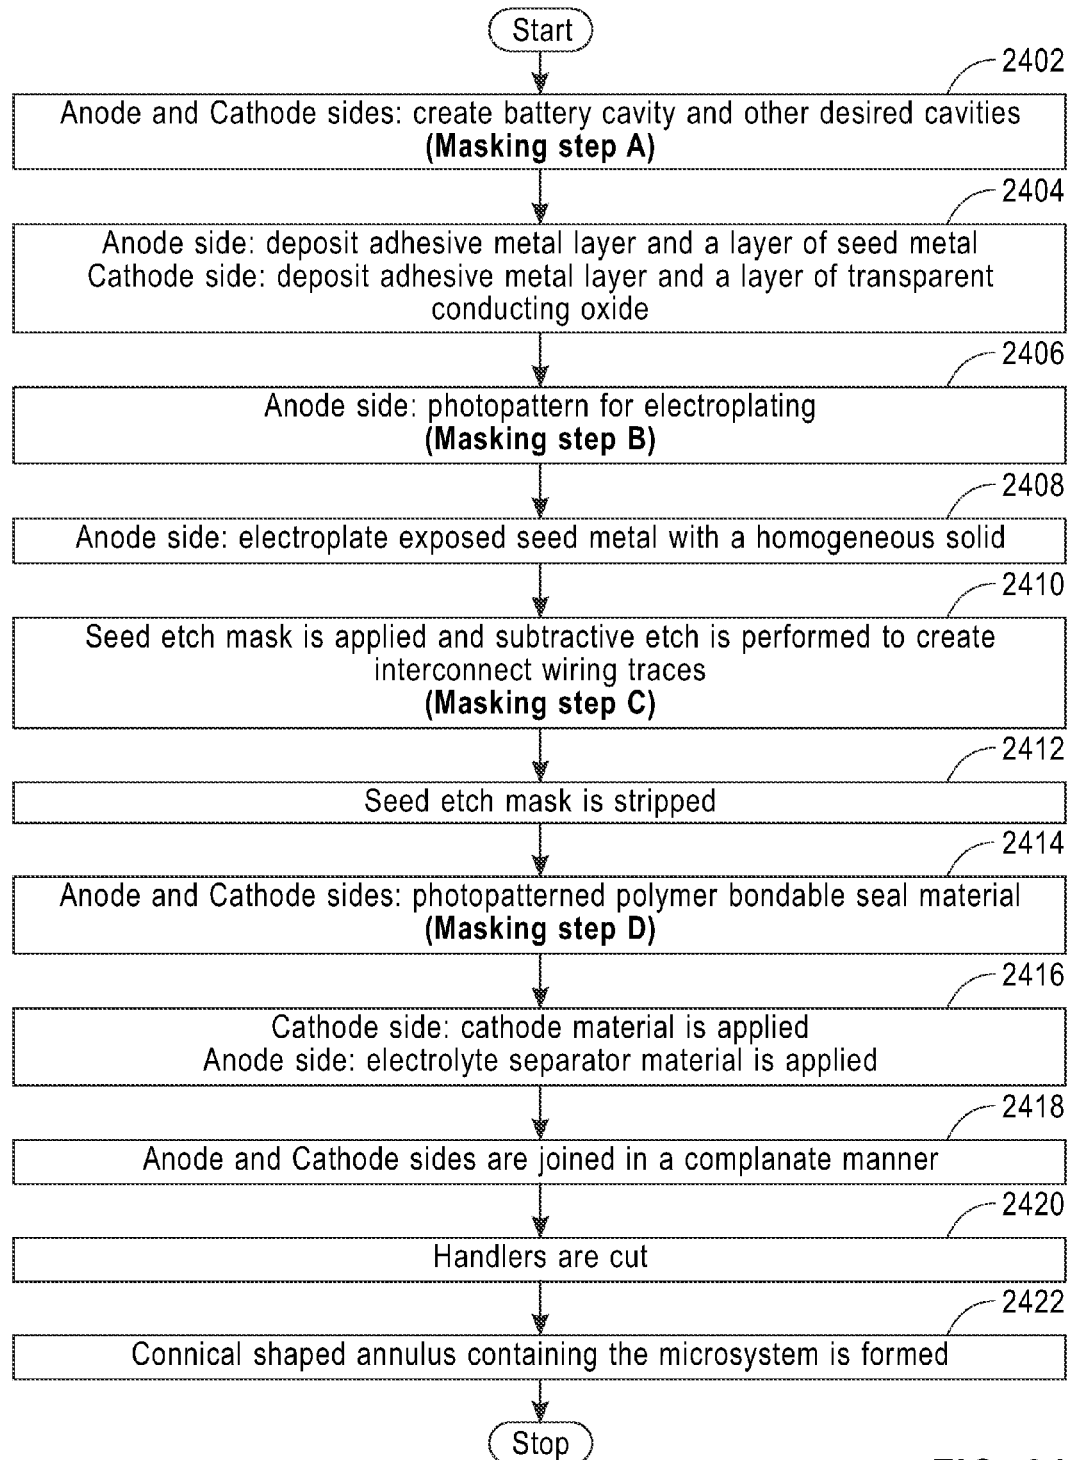 Start
2402
Anode and Cathode sides: create battery cavity and other desired cavities
(Masking step A)
2404
Anode side: deposit adhesive metal layer and a layer of seed metal
Cathode side: deposit adhesive metal layer and a layer of transparent
conducting oxide
2406
Anode side: photopattern for electroplating
(Masking step B)
2408
Anode side: electroplate exposed seed metal with a homogeneous solid
2410
Seed etch mask is applied and subtractive etch is performed to create
interconnect wiring traces
(Masking step C)
2412
Seed etch mask is stripped
2414
Anode and Cathode sides: photopatterned polymer bondable seal material
(Masking step D)
2416
Cathode side: cathode material is applied
Anode side: electrolyte separator material is applied
2418
Anode and Cathode sides are joined in a complanate manner
2420
Handlers are cut
2422
Connical shaped annulus containing the microsystem is formed
Stop